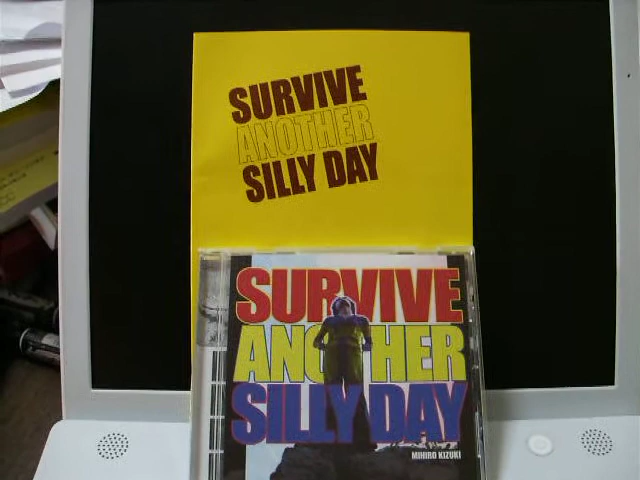 SURVIVE
ANOTHER
SILLY DAY
SURVIVE
ANOTHER
SILLY DAY
MIHIRO KIZUKI